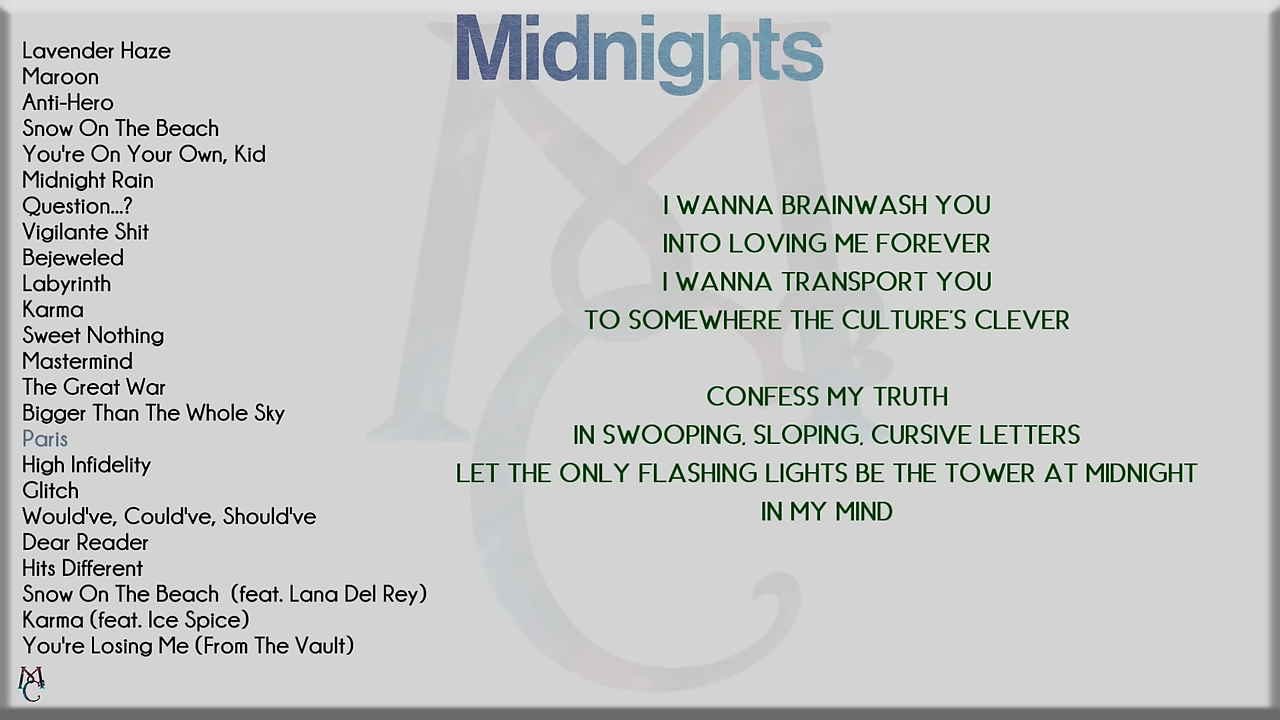 Midnights
Lavender Haze
Maroon
Anti-Hero
Snow On The Beach
You're On Your Own, Kid
Midnight Rain
Question...?
Vigilante Shit
Bejeweled
Labyrinth
Karma
Sweet Nothing
Mastermind
The Great War
Bigger Than The Whole Sky
Paris
High Infidelity
Glitch
Would've, Could've, Should've
Dear Reader
Hits Different
Snow On The Beach (feat. Lana Del Rey)
Karma (feat. Ice Spice)
You're Losing Me (From The Vault)
I WANNA BRAINWASH YOU
INTO LOVING ME FOREVER
I WANNA TRANSPORT YOU
TO SOMEWHERE THE CULTURE'S CLEVER
CONFESS MY TRUTH
IN SWOOPING, SLOPING, CURSIVE LETTERS
LET THE ONLY FLASHING LIGHTS BE THE TOWER AT MIDNIGHT
IN MY MIND